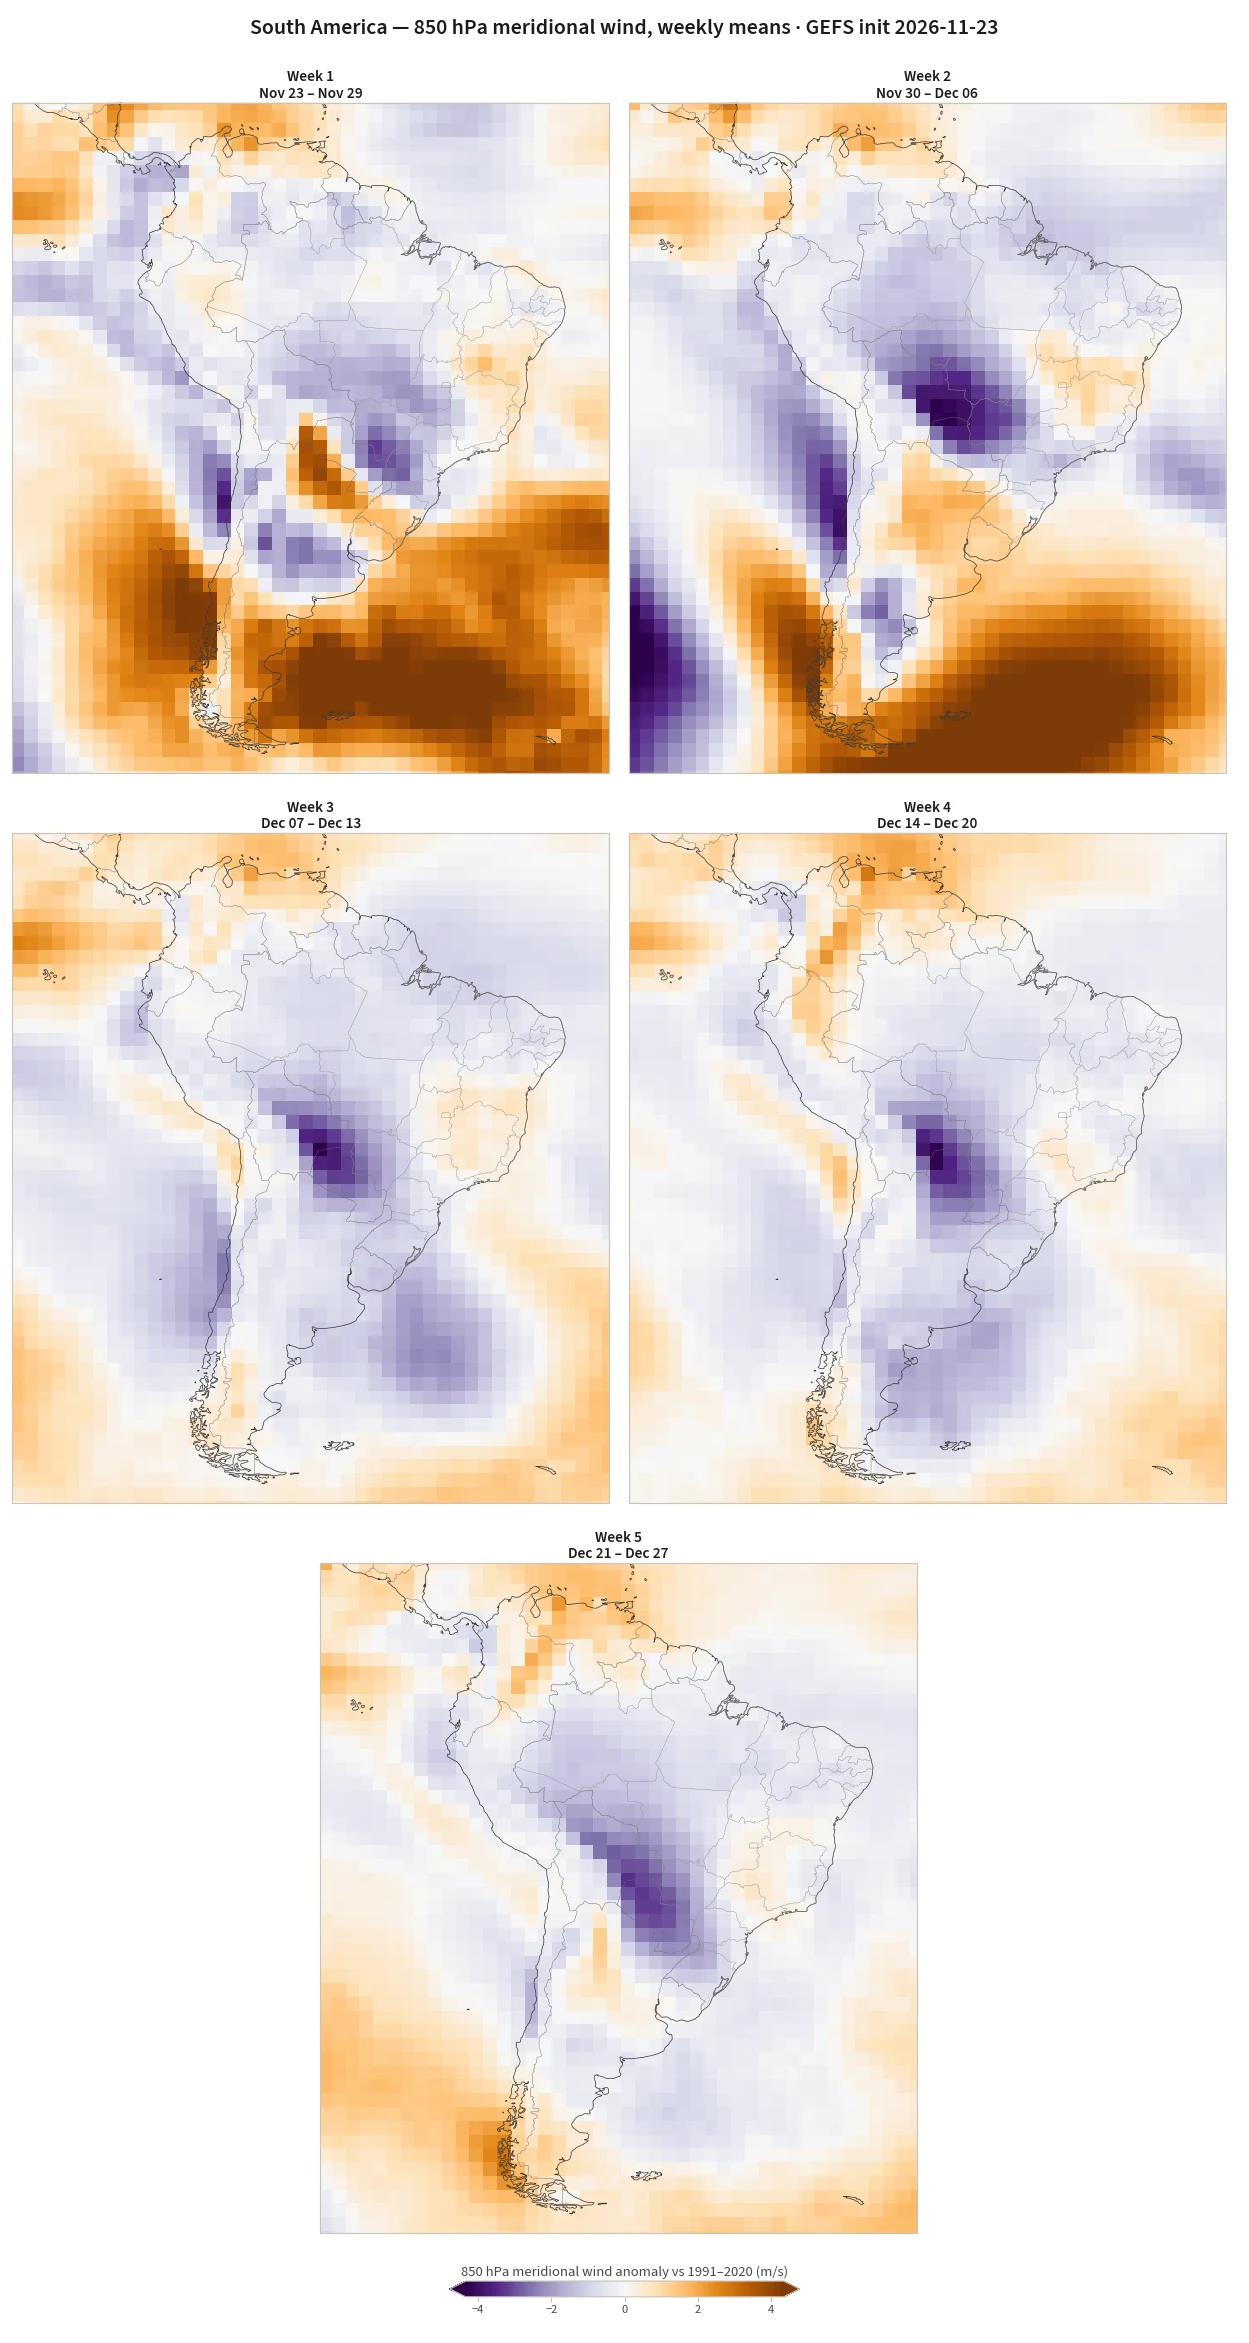 South America — 850 hPa meridional wind, weekly means · GEFS init 2026-11-23
Week 1
Nov 23 – Nov 29
Week 2
Nov 30 – Dec 06
Week 3
Dec 07 – Dec 13
Week 4
Dec 14 – Dec 20
Week 5
Dec 21 – Dec 27
850 hPa meridional wind anomaly vs 1991–2020 (m/s)
−4 −2 0 2 4